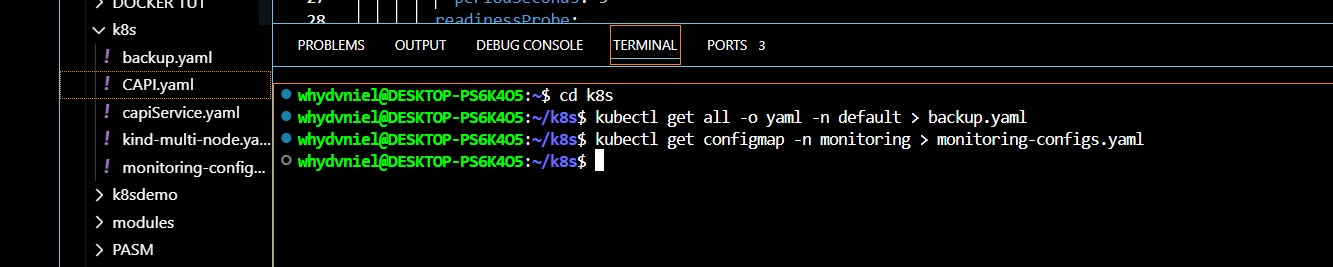 DOCKER TUT
k8s
backup.yaml
CAPI.yaml
capiService.yaml
kind-multi-node.ya...
monitoring-config...
k8sdemo
modules
PASM
28 readinessProbe:
PROBLEMS OUTPUT DEBUG CONSOLE TERMINAL PORTS 3
whydvniel@DESKTOP-PS6K4O5:~$ cd k8s
whydvniel@DESKTOP-PS6K4O5:~/k8s$ kubectl get all -o yaml -n default > backup.yaml
whydvniel@DESKTOP-PS6K4O5:~/k8s$ kubectl get configmap -n monitoring > monitoring-configs.yaml
whydvniel@DESKTOP-PS6K4O5:~/k8s$